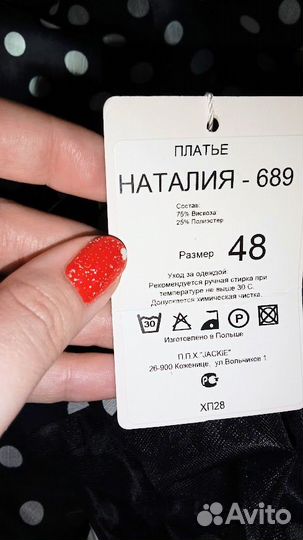 ПЛАТЬЕ
НАТАЛИЯ - 689
Состав:
75% Вискоза
25% Полиэстер
Размер 48
Уход за одеждой:
Рекомендуется ручная стирка при
температуре не выше 30 С.
Допускается химическая чистка.
30
Изготовлено в Польше
П.П.Х."JACKIE"
26-900 Коженице, ул.Вольчиков 1
ХП28
Avito